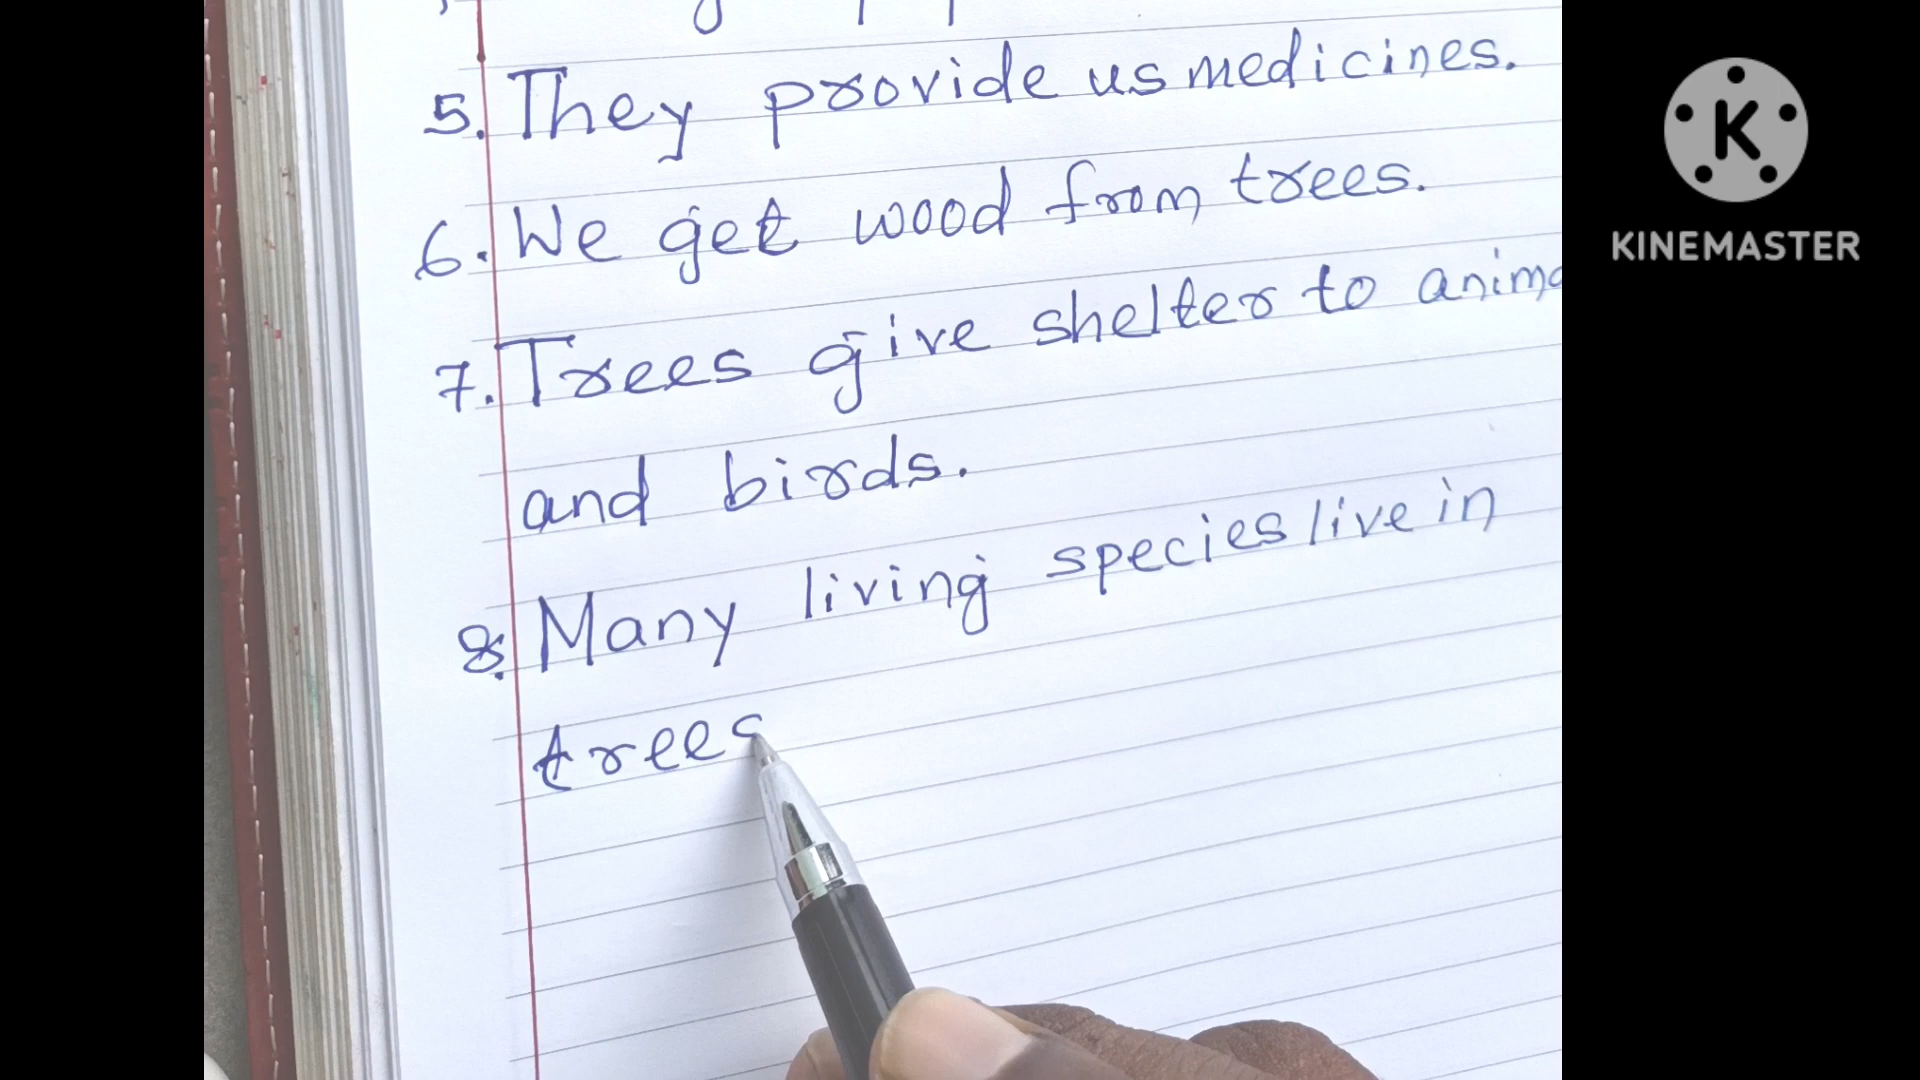 5. They provide us medicines.
6. We get wood from trees.
7. Trees give shelter to anima
and birds.
8. Many living species live in
trees
KINEMASTER